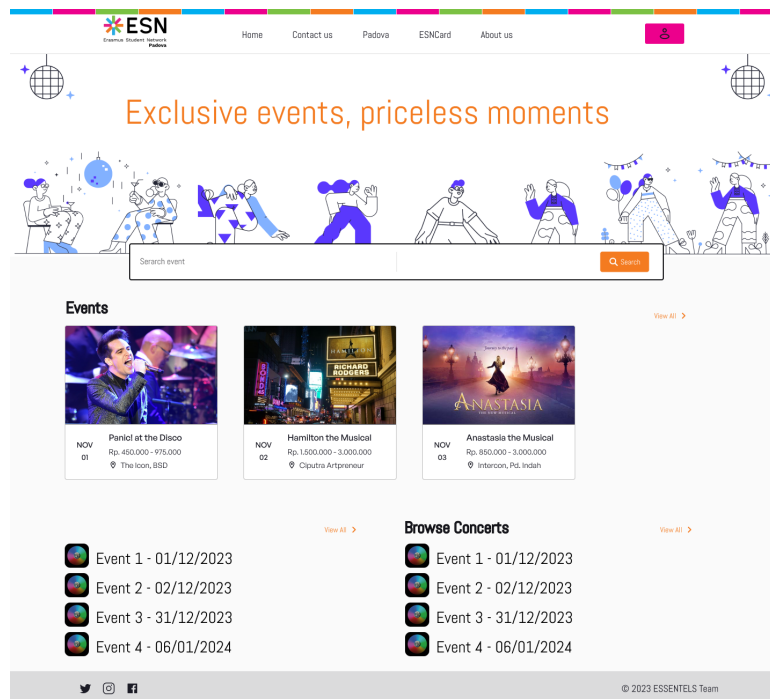 ESN
Erasmus Student Network
Padova
Home
Contact us
Padova
ESNCard
About us
Exclusive events, priceless moments
Serarch event
Search
Events
View All
HAMILTON
RICHARD
RODGERS
ANASTASIA
NOV
01
Panic! at the Disco
Rp. 450.000 - 975.000
The Icon, BSD
NOV
02
Hamilton the Musical
Rp. 1.500.000 - 3.000.000
Ciputra Artpreneur
NOV
03
Anastasia the Musical
Rp. 850.000 - 3.000.000
Intercon, Pd. Indah
View All
Event 1 - 01/12/2023
Event 2 - 02/12/2023
Event 3 - 31/12/2023
Event 4 - 06/01/2024
Browse Concerts
View All
Event 1 - 01/12/2023
Event 2 - 02/12/2023
Event 3 - 31/12/2023
Event 4 - 06/01/2024
© 2023 ESSENTELS Team